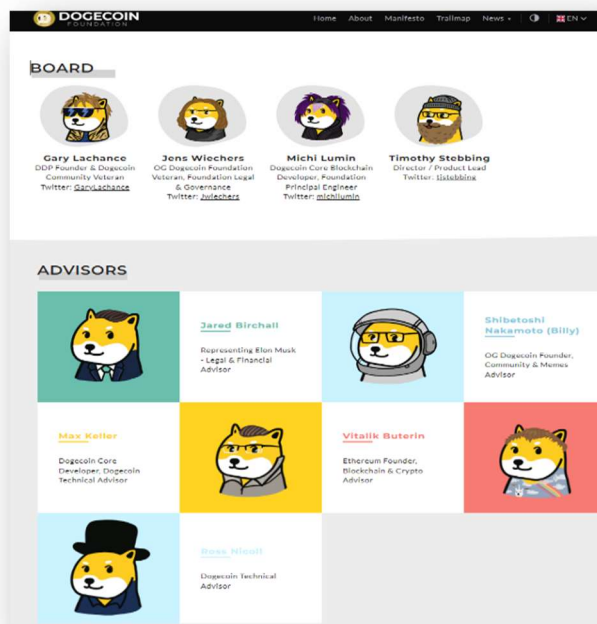 DOGECOIN
FOUNDATION
Home About Manifesto Trailmap News EN
BOARD
Gary Lachance
DDP Founder & Dogecoin
Community Veteran
Twitter: GaryLachance
Jens Wiechers
OG Dogecoin Foundation
Veteran, Foundation Legal
& Governance
Twitter: Jwiechers
Michi Lumin
Dogecoin Core Blockchain
Developer, Foundation
Principal Engineer
Twitter: michilumin
Timothy Stebbing
Director / Product Lead
Twitter: tjstebbing
ADVISORS
Jared Birchall
Representing Elon Musk
- Legal & Financial
Advisor
Shibetoshi
Nakamoto (Billy)
OG Dogecoin Founder,
Community & Memes
Advisor
Max Keller
Dogecoin Core
Developer, Dogecoin
Technical Advisor
Vitalik Buterin
Ethereum Founder,
Blockchain & Crypto
Advisor
Ross Nicoll
Dogecoin Technical
Advisor